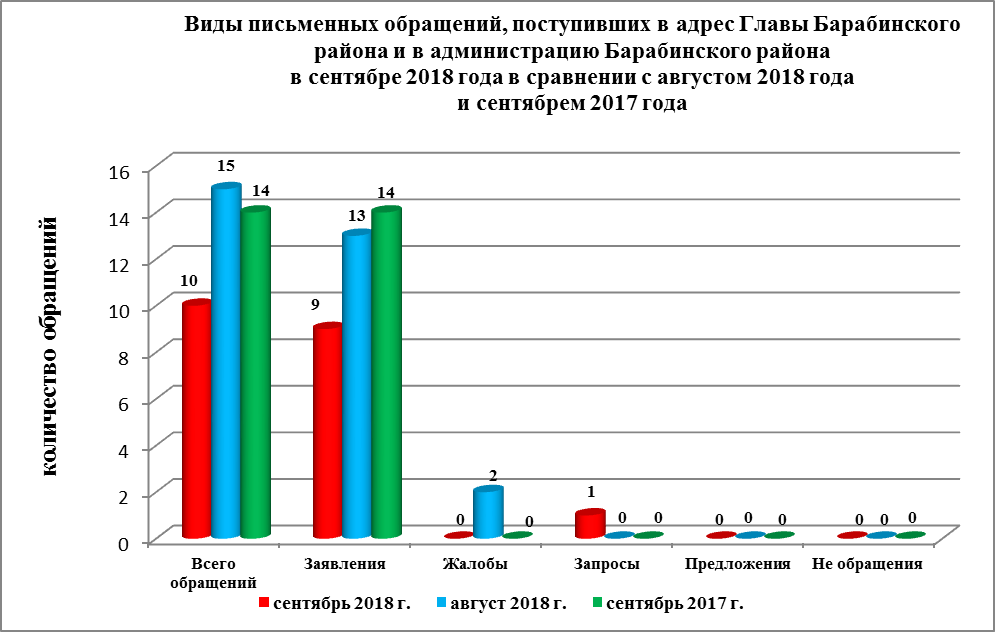 Виды письменных обращений, поступивших в адрес Главы Барабинского
района и в администрацию Барабинского района
в сентябре 2018 года в сравнении с августом 2018 года
и сентябрем 2017 года
количество обращений
16
14
12
10
8
6
4
2
0
10
15
14
9
13
14
0
2
0
1
0
0
0
0
0
0
0
0
Всего
обращений
Заявления
Жалобы
Запросы
Предложения
Не обращения
сентябрь 2018 г.
август 2018 г.
сентябрь 2017 г.